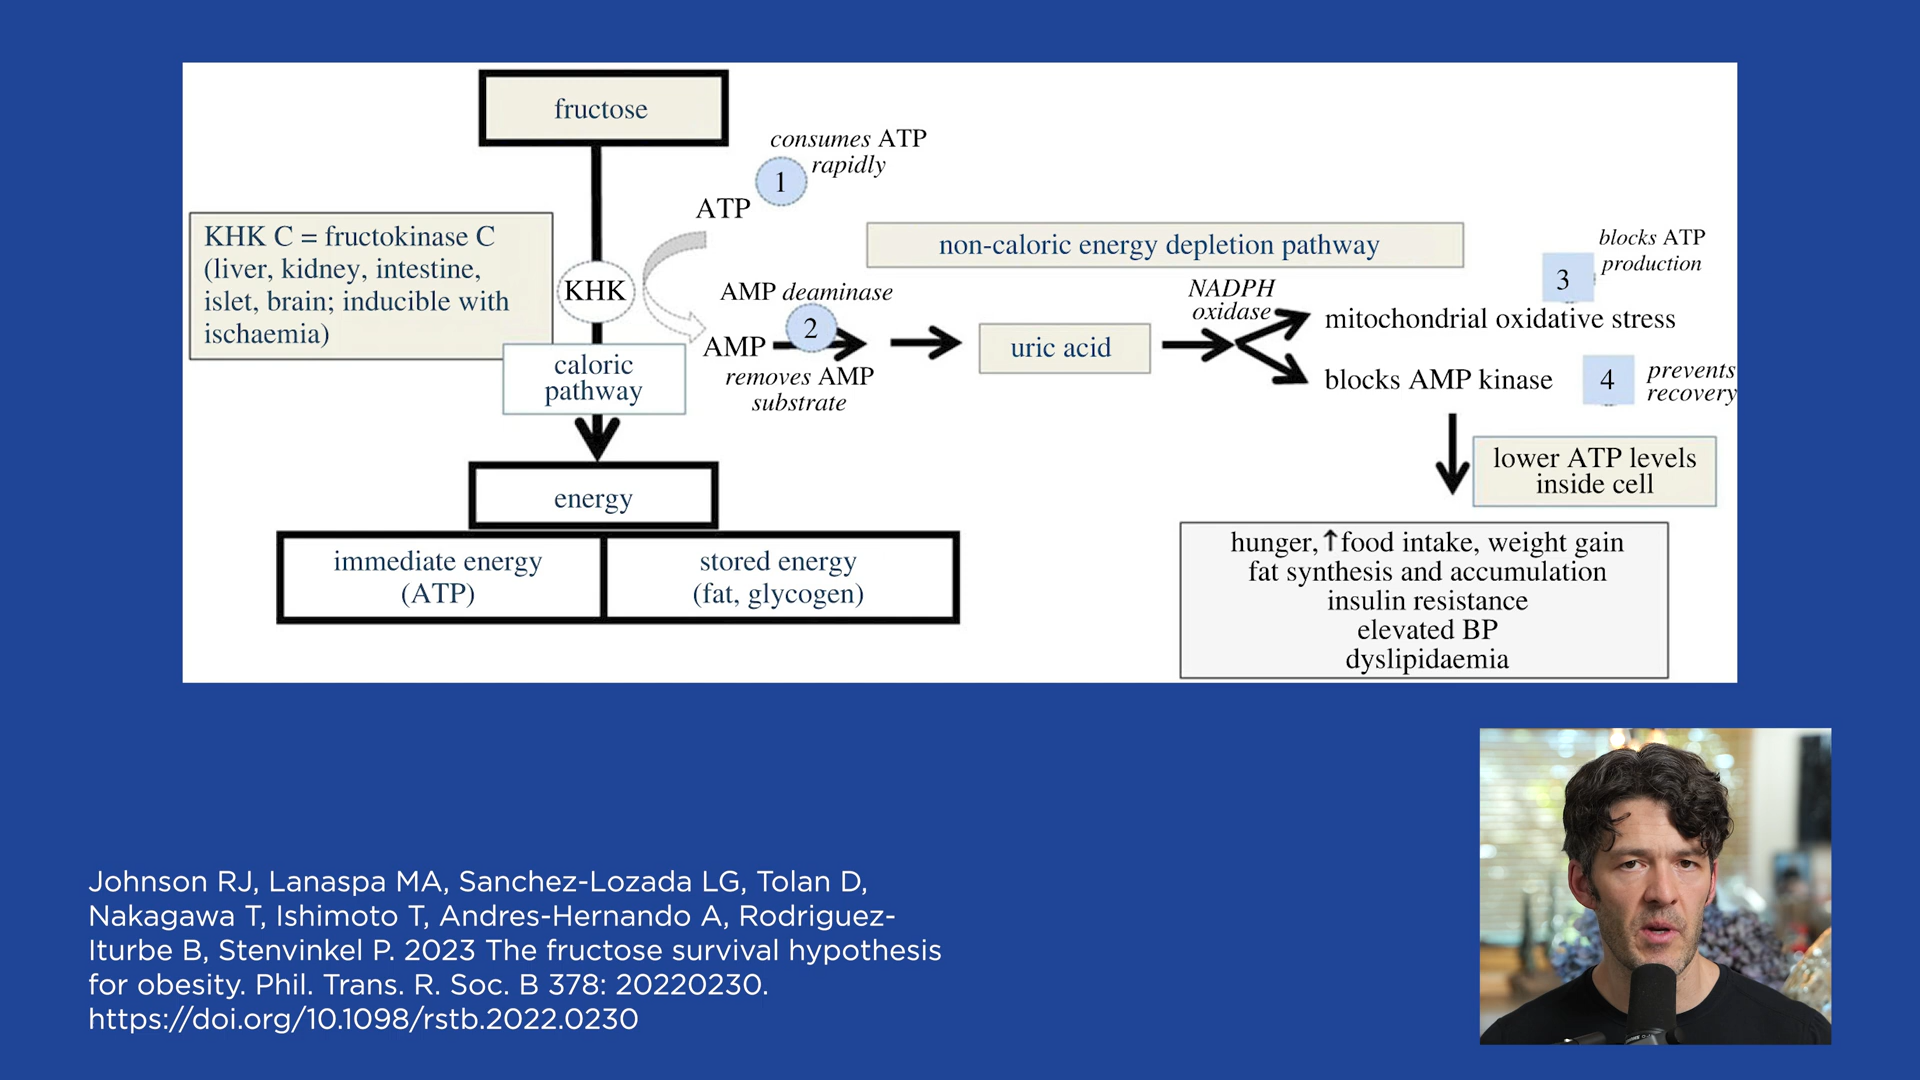 fructose
consumes ATP
rapidly
1
ATP
KHK C = fructokinase C
(liver, kidney, intestine,
islet, brain; inducible with
ischaemia)
KHK
caloric
pathway
non-caloric energy depletion pathway
AMP deaminase
2
AMP
removes AMP
substrate
uric acid
NADPH
oxidase
blocks ATP
production
3
mitochondrial oxidative stress
blocks AMP kinase
4
prevents
recovery
lower ATP levels
inside cell
energy
immediate energy
(ATP)
stored energy
(fat, glycogen)
hunger, ↑food intake, weight gain
fat synthesis and accumulation
insulin resistance
elevated BP
dyslipidaemia
Johnson RJ, Lanaspa MA, Sanchez-Lozada LG, Tolan D,
Nakagawa T, Ishimoto T, Andres-Hernando A, Rodriguez-
Iturbe B, Stenvinkel P. 2023 The fructose survival hypothesis
for obesity. Phil. Trans. R. Soc. B 378: 20220230.
https://doi.org/10.1098/rstb.2022.0230